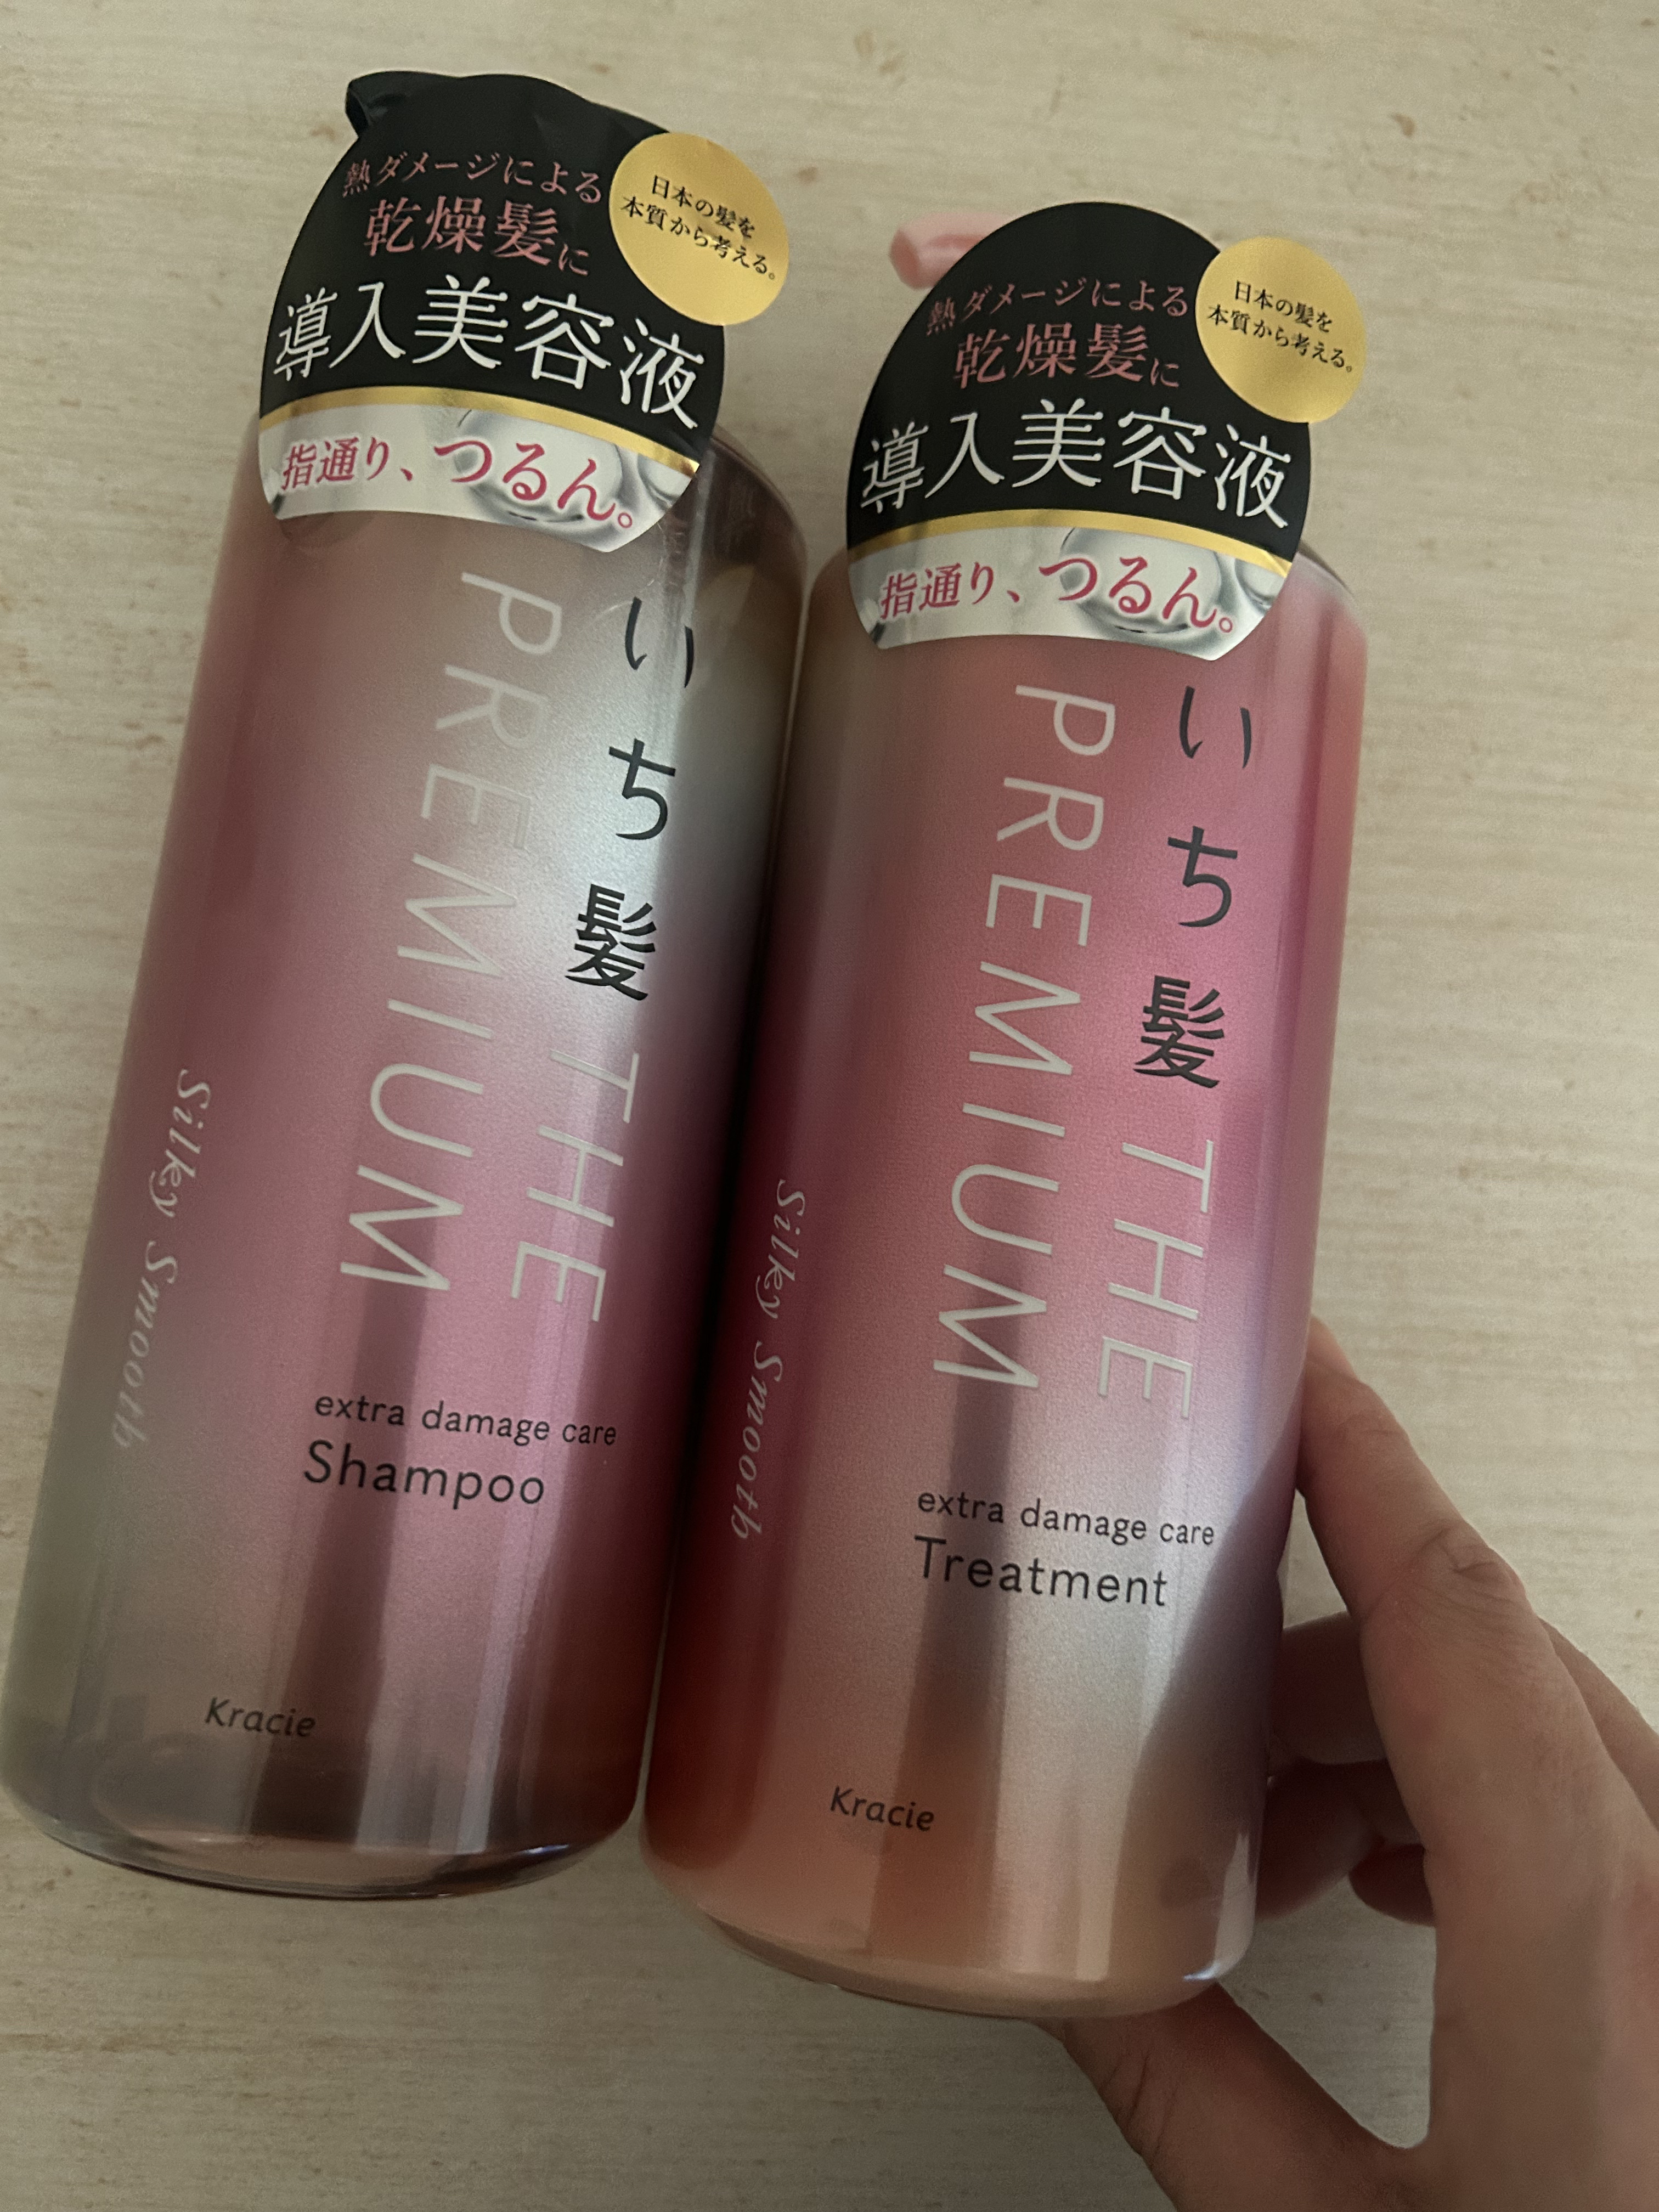 熱ダメージによる
乾燥髪に
導入美容液
指通り、つるん。
日本の髪を
本質から考える。
いち髪 THE
PREMIUM
Silky Smooth
extra damage care
Shampoo
Kracie
熱ダメージによる
乾燥髪に
導入美容液
指通り、つるん。
日本の髪を
本質から考える。
いち髪 THE
PREMIUM
Silky Smooth
extra damage care
Treatment
Kracie